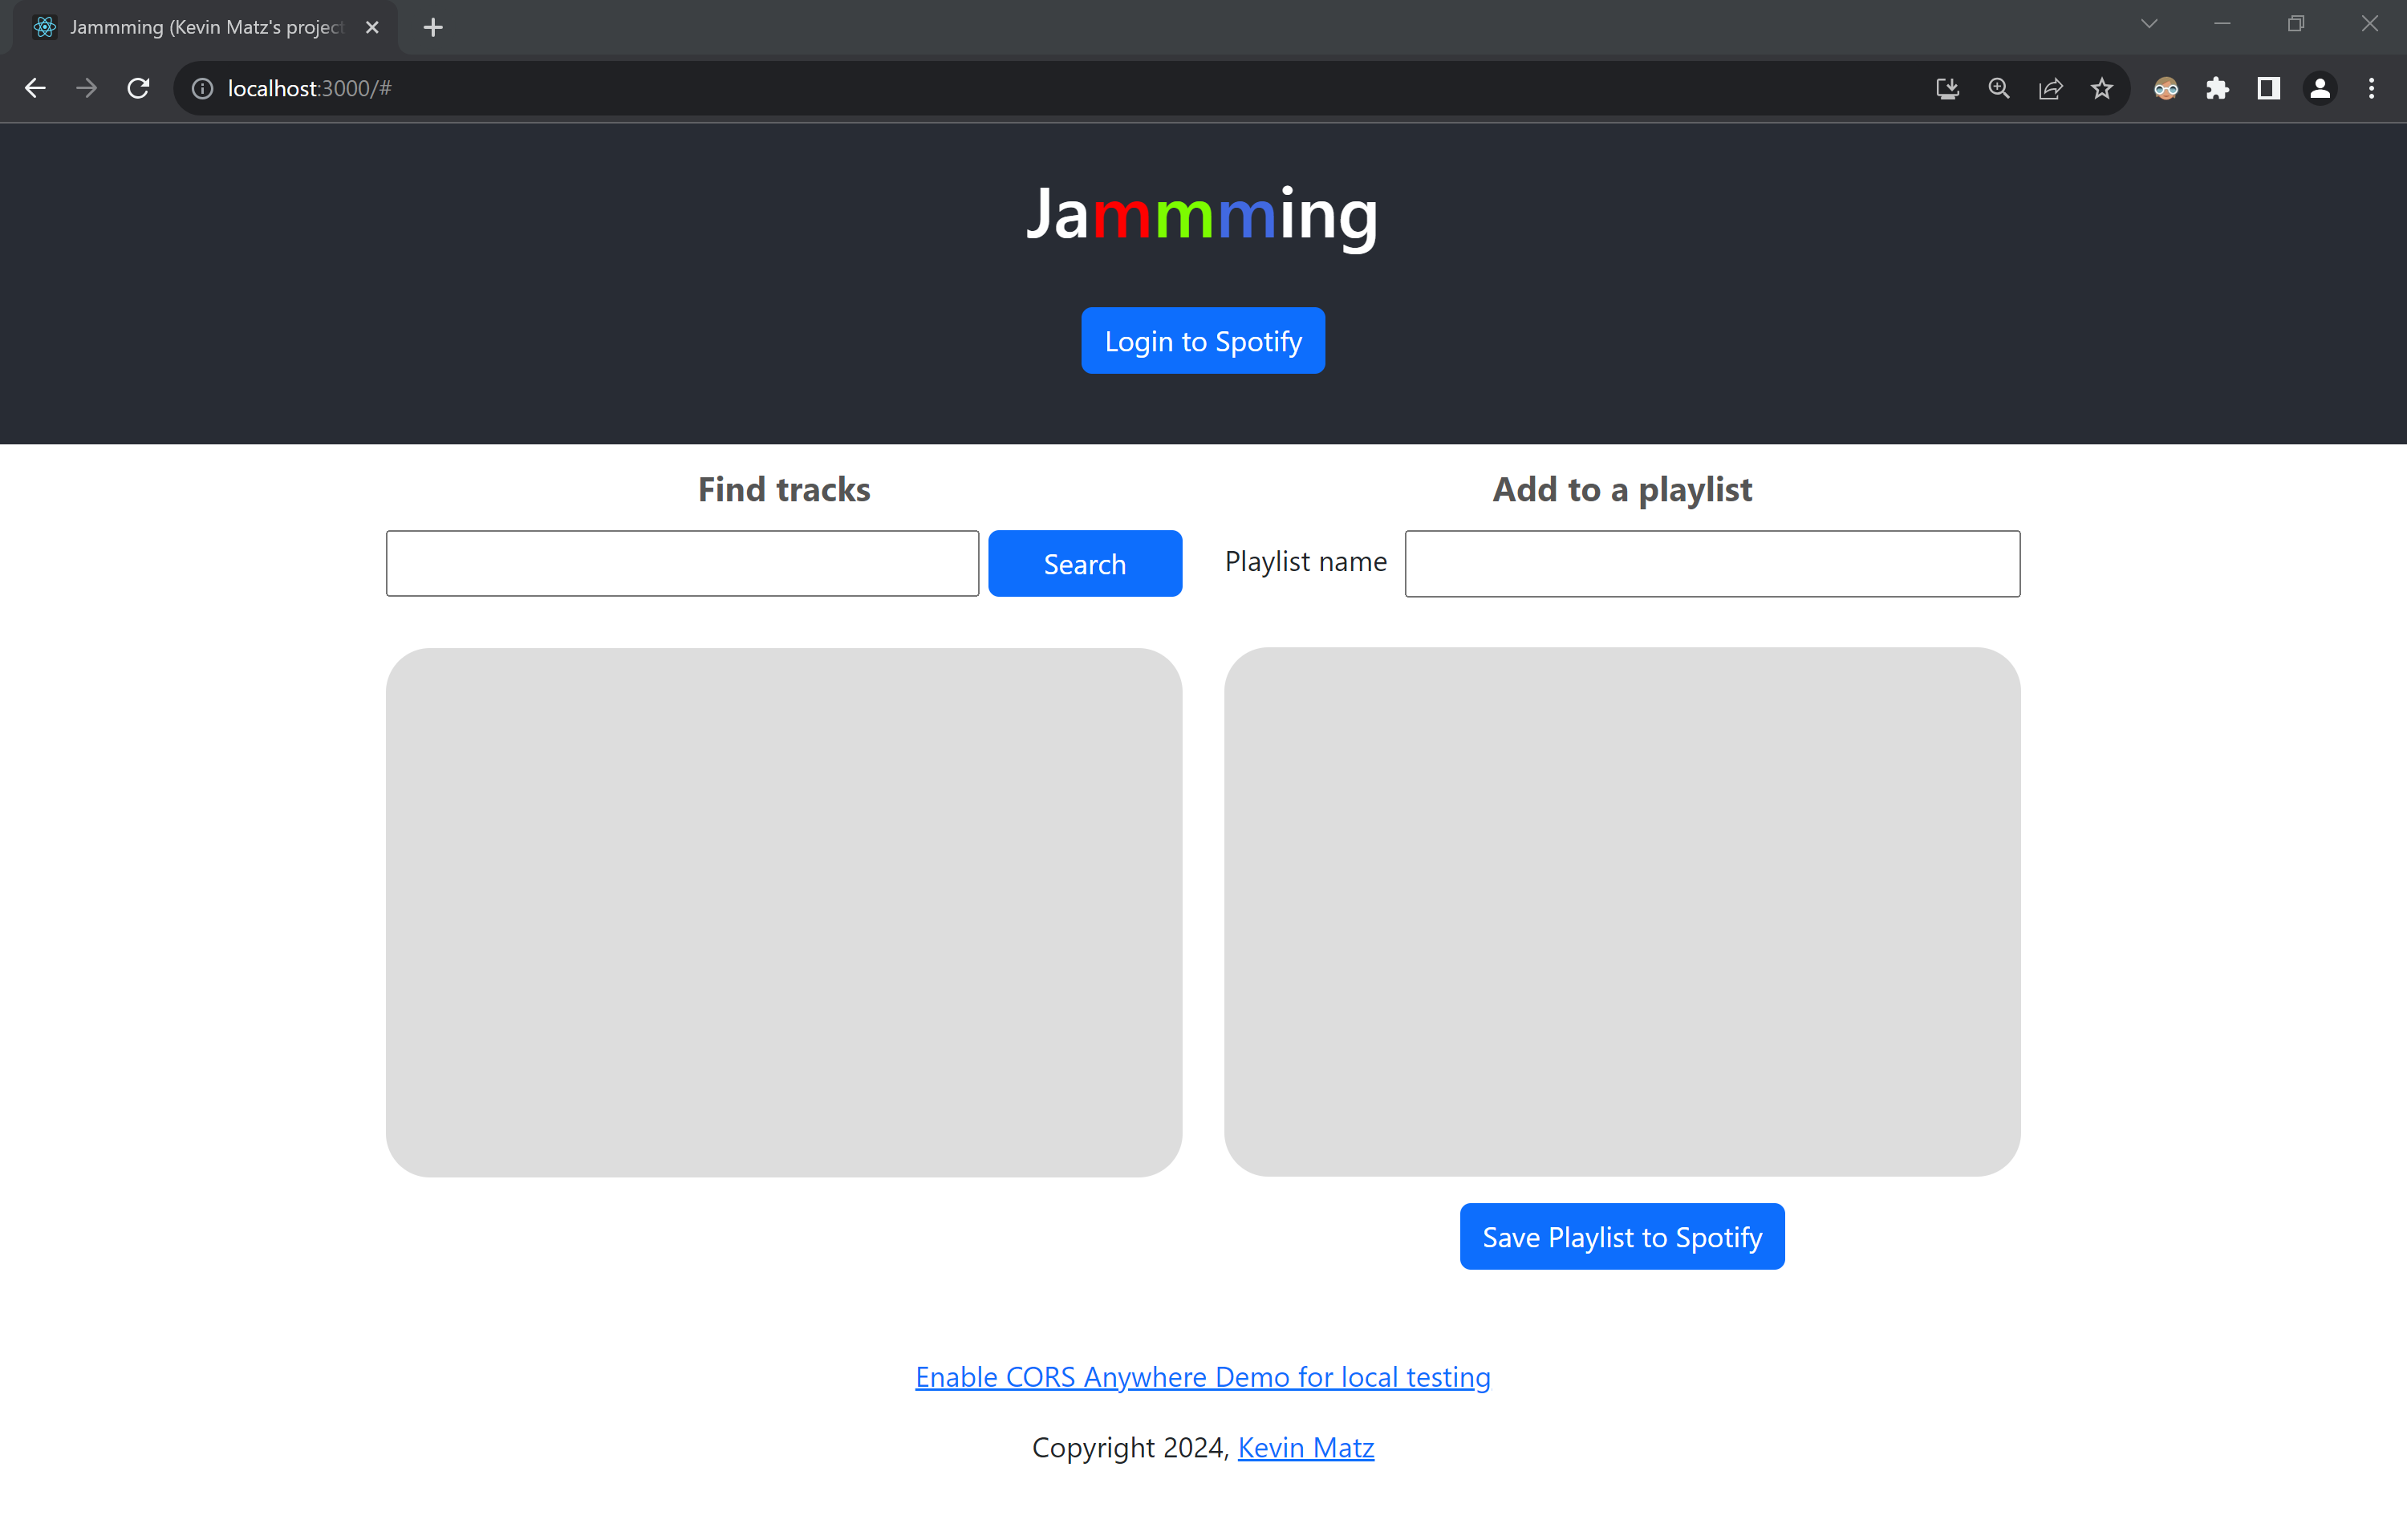 Jammming (Kevin Matz's project
localhost:3000/#
Jammming
Login to Spotify
Find tracks
Search
Add to a playlist
Playlist name
Save Playlist to Spotify
Enable CORS Anywhere Demo for local testing
Copyright 2024, Kevin Matz